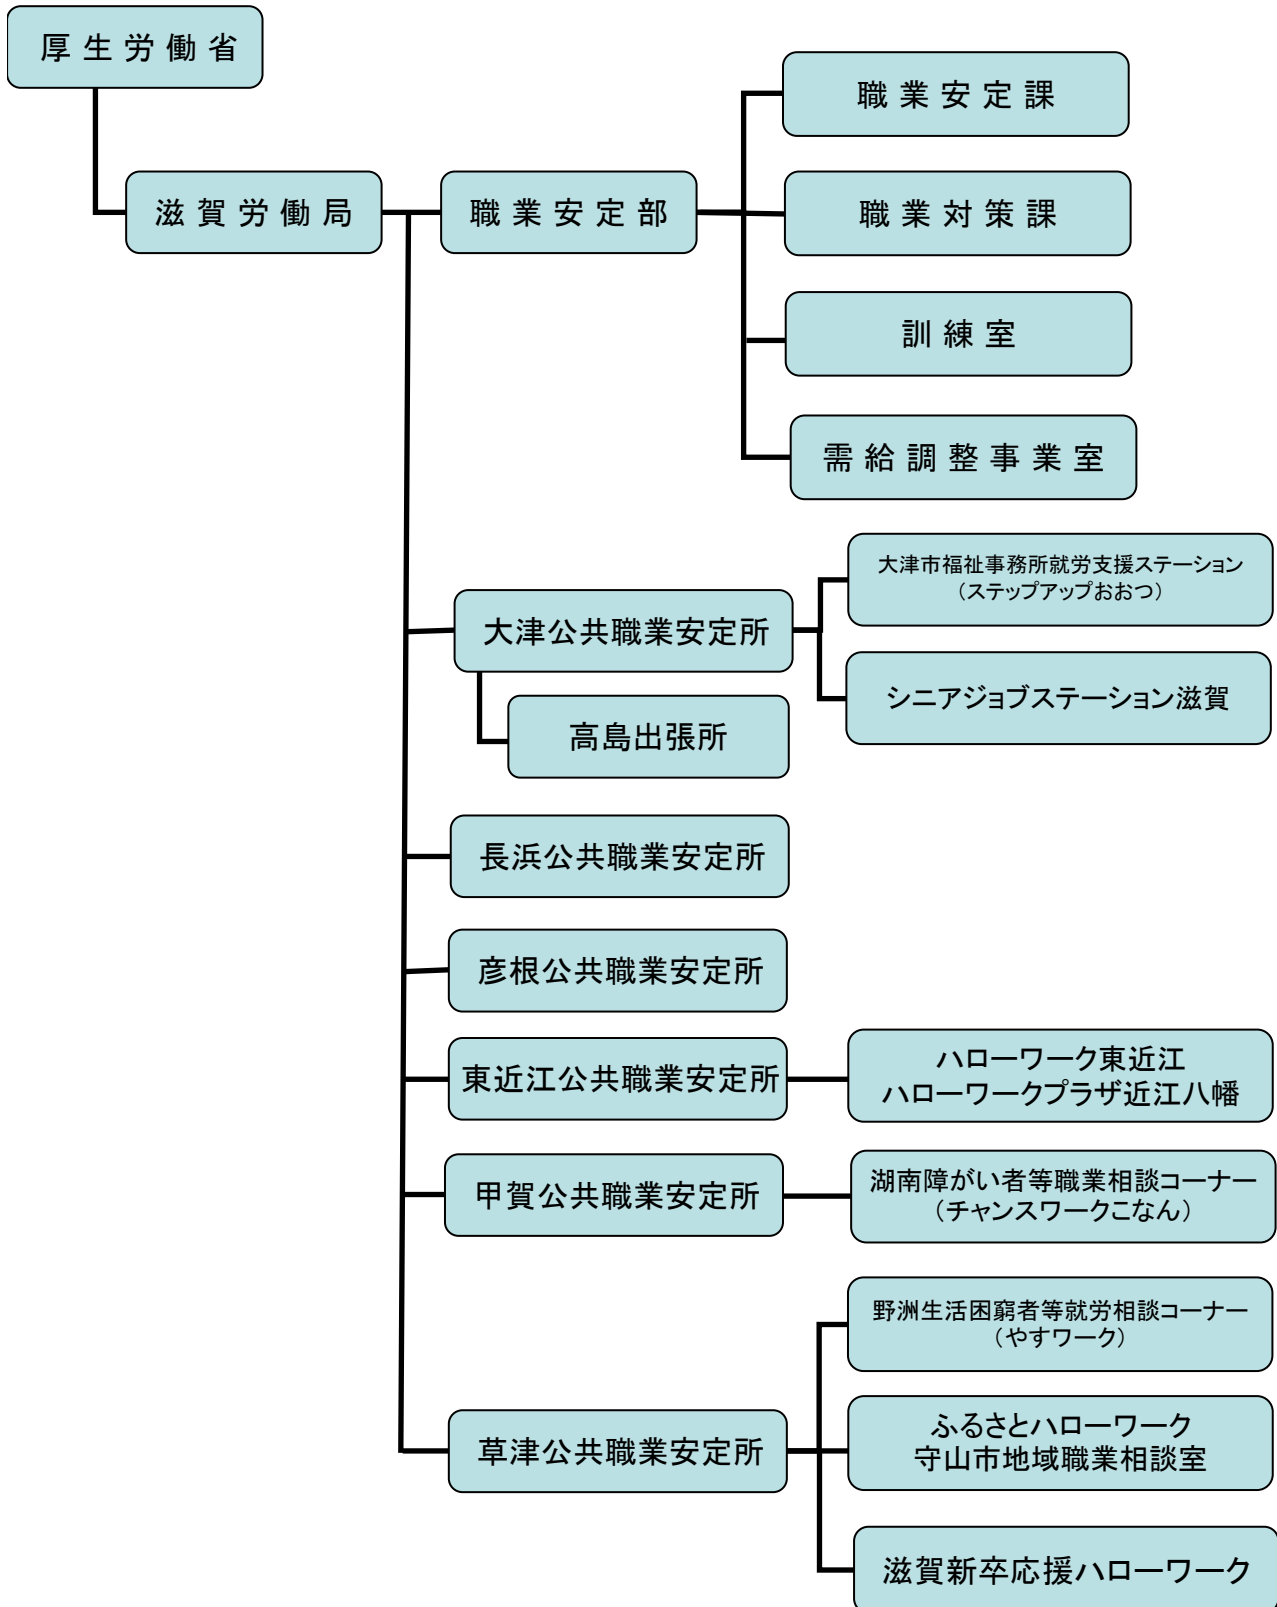 厚生労働省
滋賀労働局
職業安定部
職業安定課
職業対策課
訓練室
需給調整事業室
大津公共職業安定所
大津市福祉事務所就労支援ステーション
(ステップアップおおつ)
シニアジョブステーション滋賀
高島出張所
長浜公共職業安定所
彦根公共職業安定所
東近江公共職業安定所
ハローワーク東近江
ハローワークプラザ近江八幡
甲賀公共職業安定所
湖南障がい者等職業相談コーナー
(チャンスワークこなん)
草津公共職業安定所
野洲生活困窮者等就労相談コーナー
(やすワーク)
ふるさとハローワーク
守山市地域職業相談室
滋賀新卒応援ハローワーク